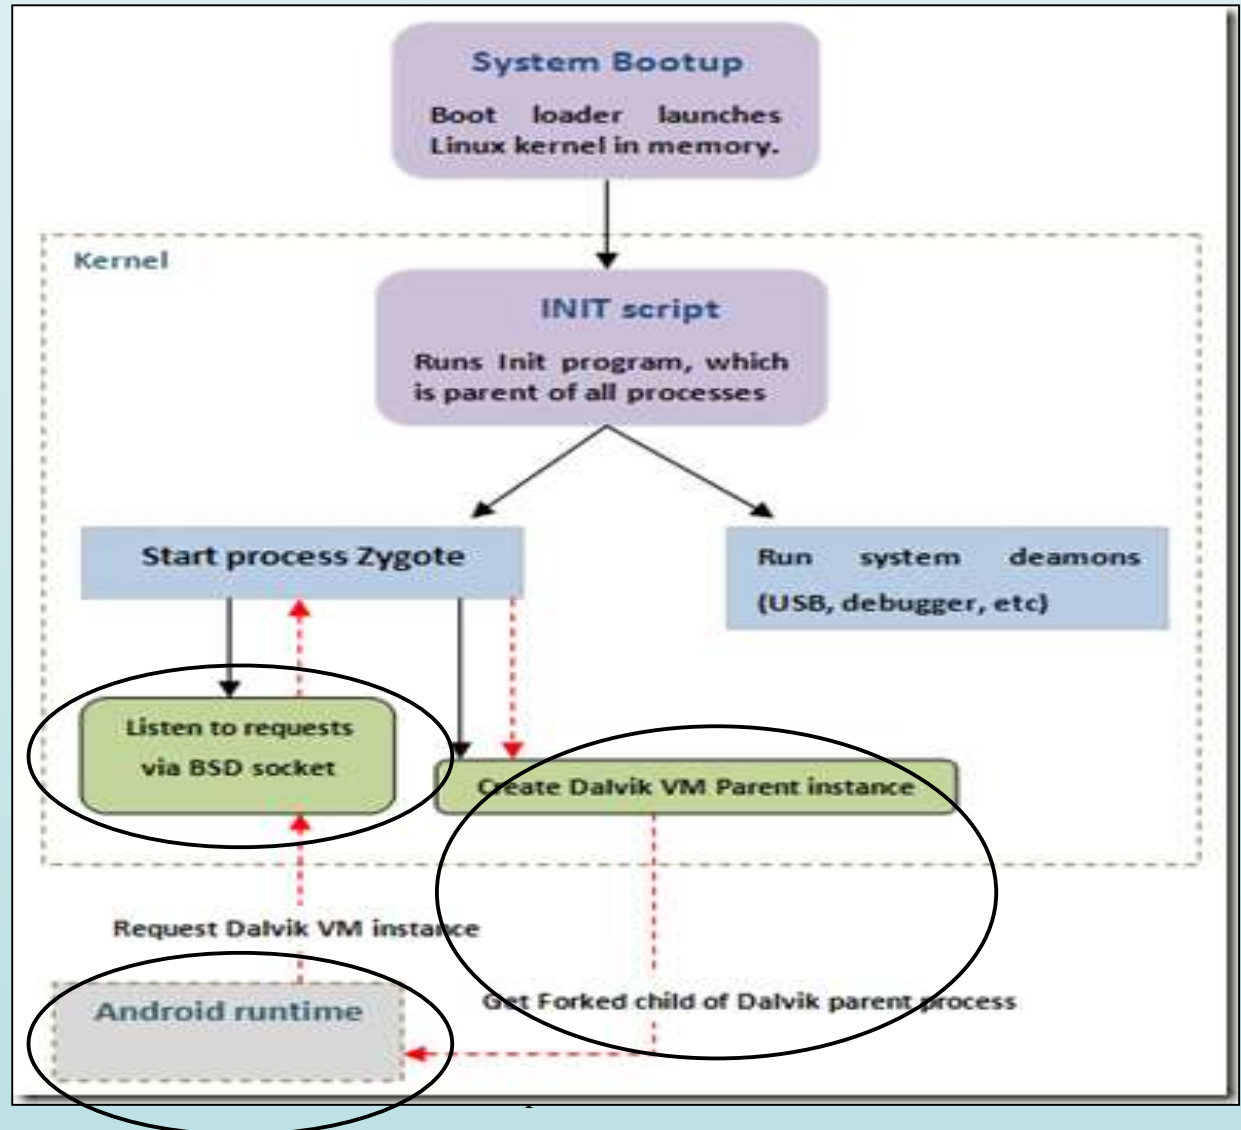 System Bootup
Boot loader launches
Linux kernel in memory.
Kernel
INIT script
Runs Init program, which
is parent of all processes
Start process Zygote
Run system deamons
(USB, debugger, etc)
Listen to requests
via BSD socket
Create Dalvik VM Parent instance
Request Dalvik VM instance
Android runtime
Get Forked child of Dalvik parent process